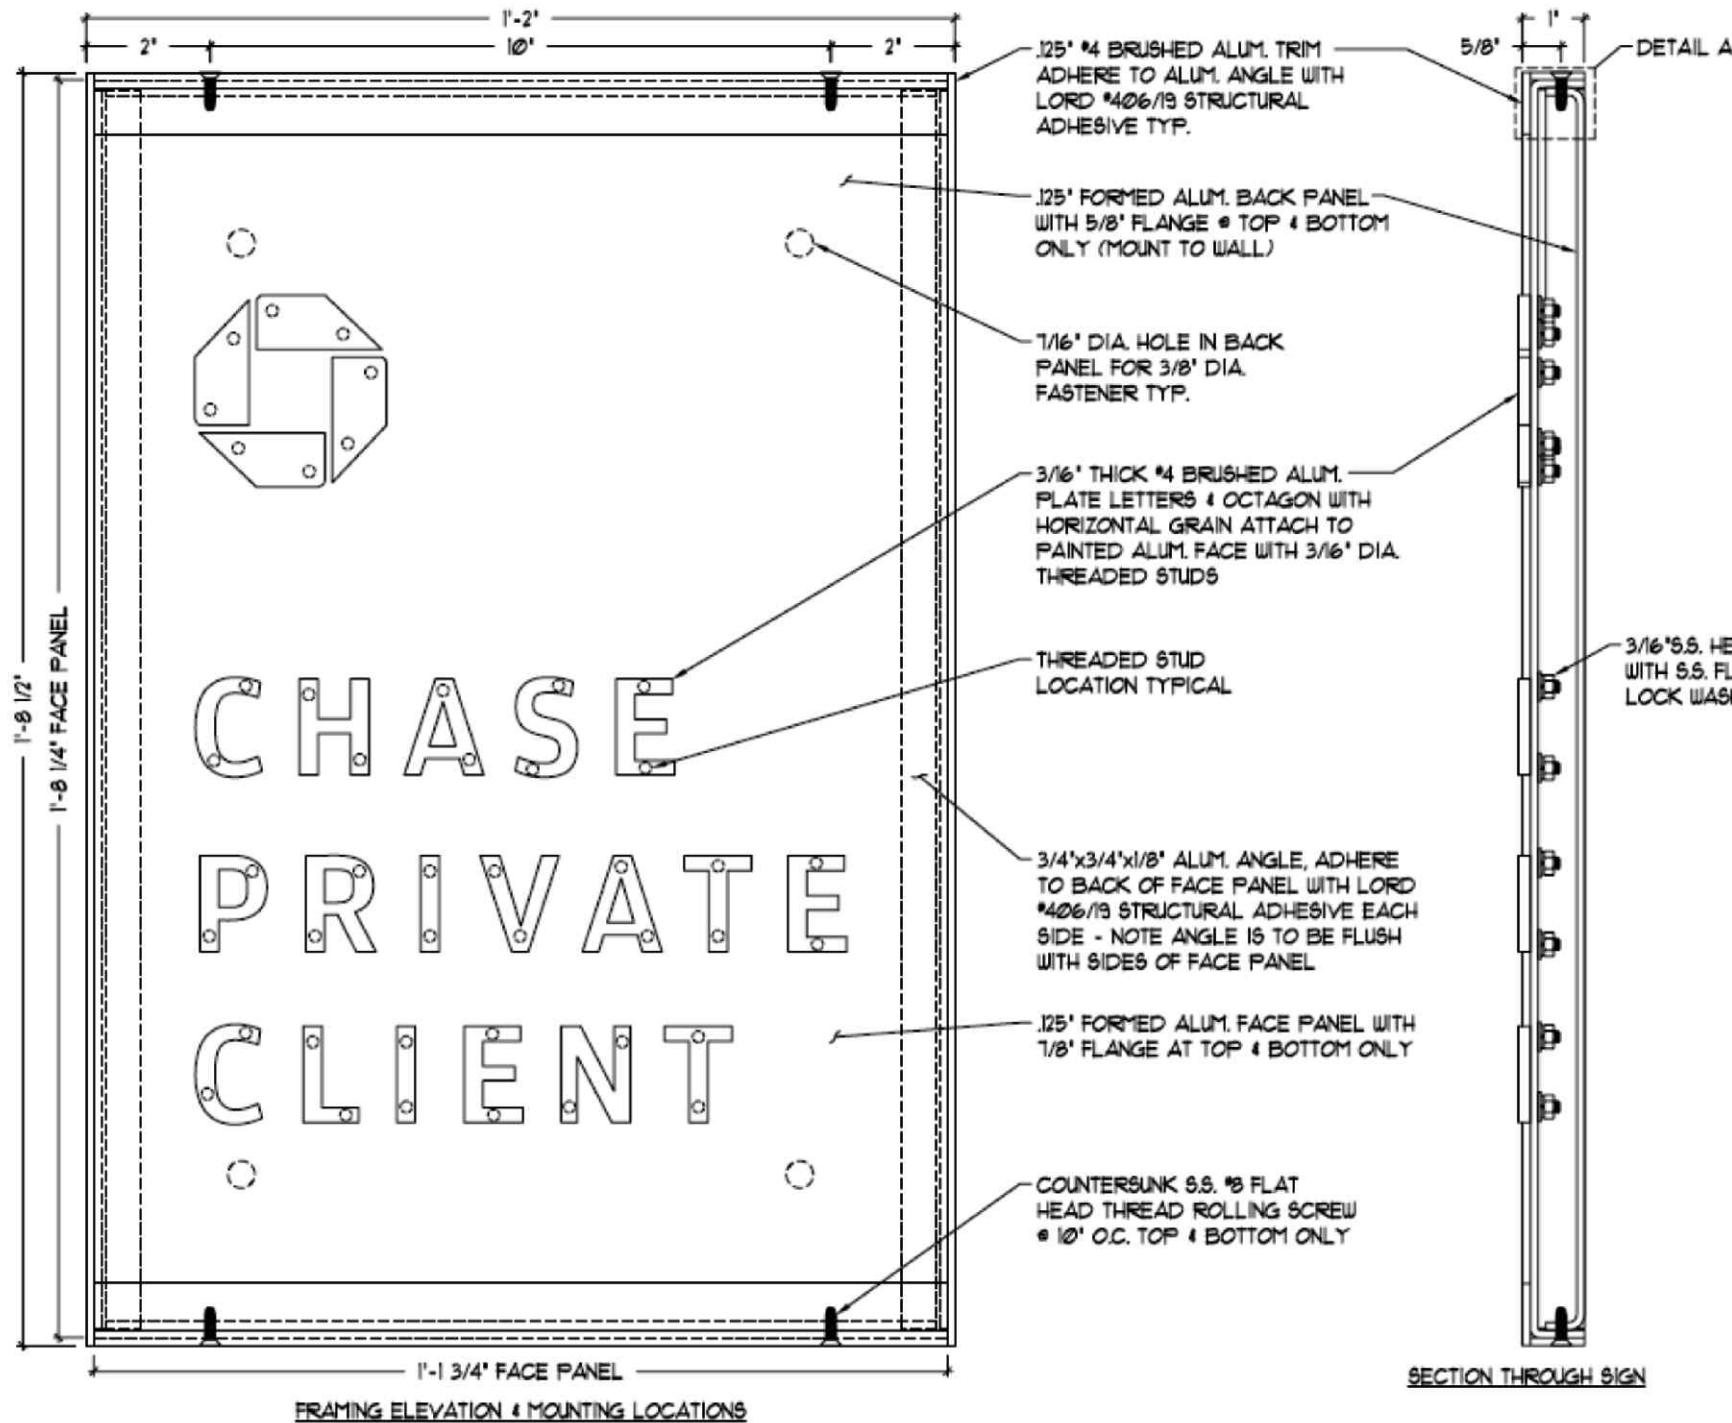 1'-2"
2" 10" 2"
1'-8 1/2"
1'-8 1/4" FACE PANEL
CHASE
PRIVATE
CLIENT
1'-1 3/4" FACE PANEL
FRAMING ELEVATION & MOUNTING LOCATIONS
.125" #4 BRUSHED ALUM. TRIM
ADHERE TO ALUM. ANGLE WITH
LORD #406/19 STRUCTURAL
ADHESIVE TYP.
.125" FORMED ALUM. BACK PANEL
WITH 5/8" FLANGE @ TOP & BOTTOM
ONLY (MOUNT TO WALL)
7/16" DIA. HOLE IN BACK
PANEL FOR 3/8" DIA.
FASTENER TYP.
3/16" THICK #4 BRUSHED ALUM.
PLATE LETTERS & OCTAGON WITH
HORIZONTAL GRAIN ATTACH TO
PAINTED ALUM. FACE WITH 3/16" DIA.
THREADED STUDS
THREADED STUD
LOCATION TYPICAL
3/4"x3/4"x1/8" ALUM. ANGLE, ADHERE
TO BACK OF FACE PANEL WITH LORD
#406/19 STRUCTURAL ADHESIVE EACH
SIDE - NOTE ANGLE IS TO BE FLUSH
WITH SIDES OF FACE PANEL
.125" FORMED ALUM. FACE PANEL WITH
7/8" FLANGE AT TOP & BOTTOM ONLY
COUNTERSUNK S.S. #8 FLAT
HEAD THREAD ROLLING SCREW
@ 10" O.C. TOP & BOTTOM ONLY
1"
5/8"
DETAIL A
3/16"S.S. HE
WITH S.S. FL
LOCK WAS
SECTION THROUGH SIGN